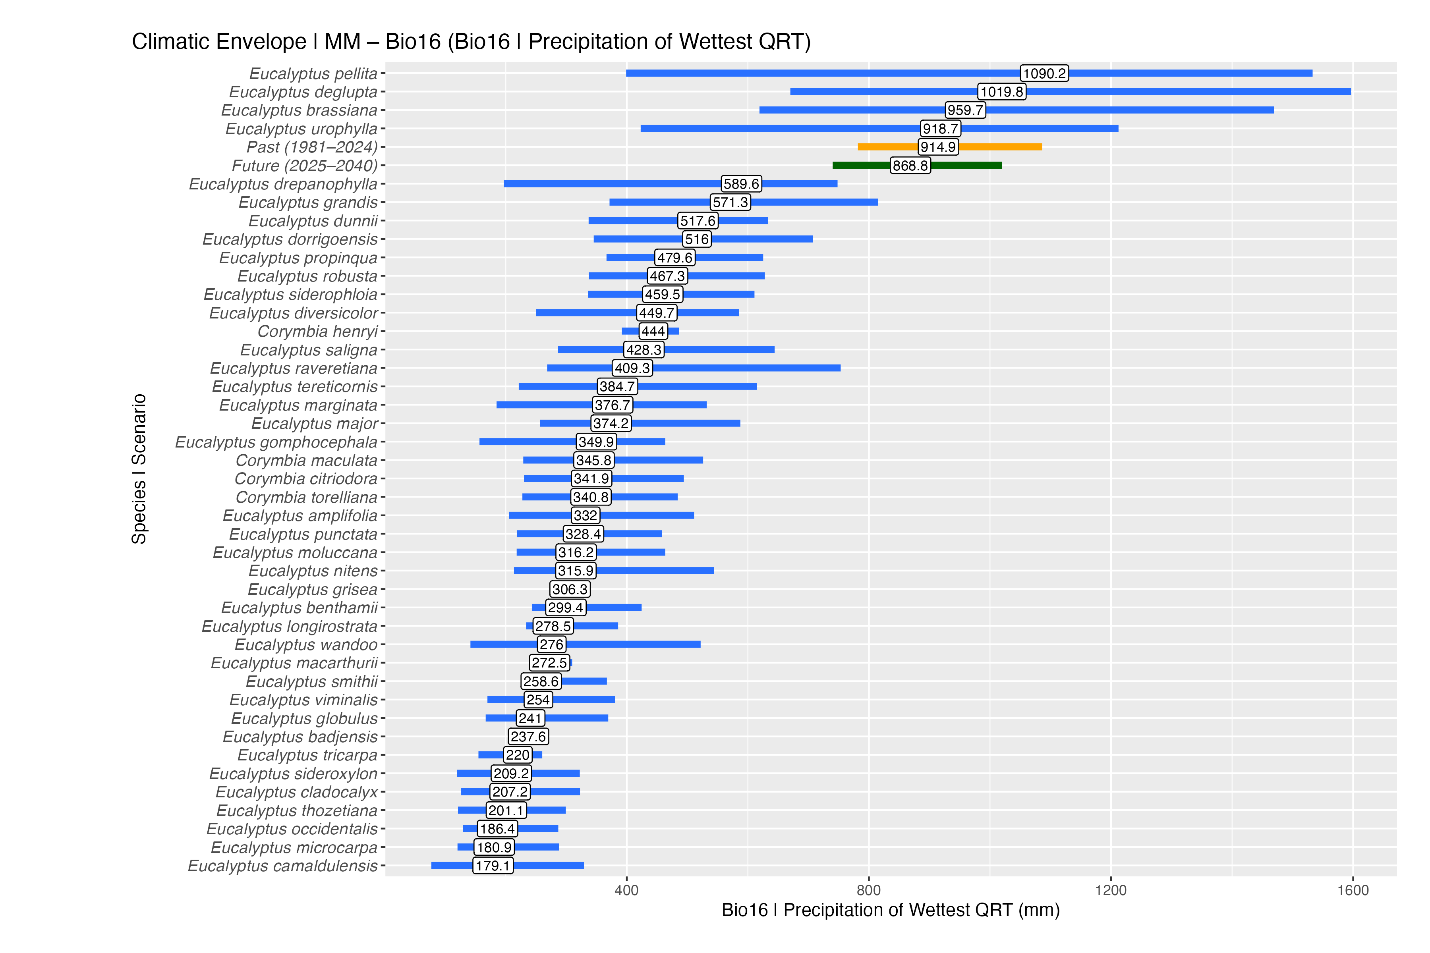 Climatic Envelope | MM – Bio16 (Bio16 | Precipitation of Wettest QRT)
Species | Scenario
Eucalyptus pellita 1090.2
Eucalyptus deglupta 1019.8
Eucalyptus brassiana 959.7
Eucalyptus urophylla 918.7
Past (1981–2024) 914.9
Future (2025–2040) 868.8
Eucalyptus drepanophylla 589.6
Eucalyptus grandis 571.3
Eucalyptus dunnii 517.6
Eucalyptus dorrigoensis 516
Eucalyptus propinqua 479.6
Eucalyptus robusta 467.3
Eucalyptus siderophloia 459.5
Eucalyptus diversicolor 449.7
Corymbia henryi 444
Eucalyptus saligna 428.3
Eucalyptus raveretiana 409.3
Eucalyptus tereticornis 384.7
Eucalyptus marginata 376.7
Eucalyptus major 374.2
Eucalyptus gomphocephala 349.9
Corymbia maculata 345.8
Corymbia citriodora 341.9
Corymbia torelliana 340.8
Eucalyptus amplifolia 332
Eucalyptus punctata 328.4
Eucalyptus moluccana 316.2
Eucalyptus nitens 315.9
Eucalyptus grisea 306.3
Eucalyptus benthamii 299.4
Eucalyptus longirostrata 278.5
Eucalyptus wandoo 276
Eucalyptus macarthurii 272.5
Eucalyptus smithii 258.6
Eucalyptus viminalis 254
Eucalyptus globulus 241
Eucalyptus badjensis 237.6
Eucalyptus tricarpa 220
Eucalyptus sideroxylon 209.2
Eucalyptus cladocalyx 207.2
Eucalyptus thozetiana 201.1
Eucalyptus occidentalis 186.4
Eucalyptus microcarpa 180.9
Eucalyptus camaldulensis 179.1
400 800 1200 1600
Bio16 | Precipitation of Wettest QRT (mm)